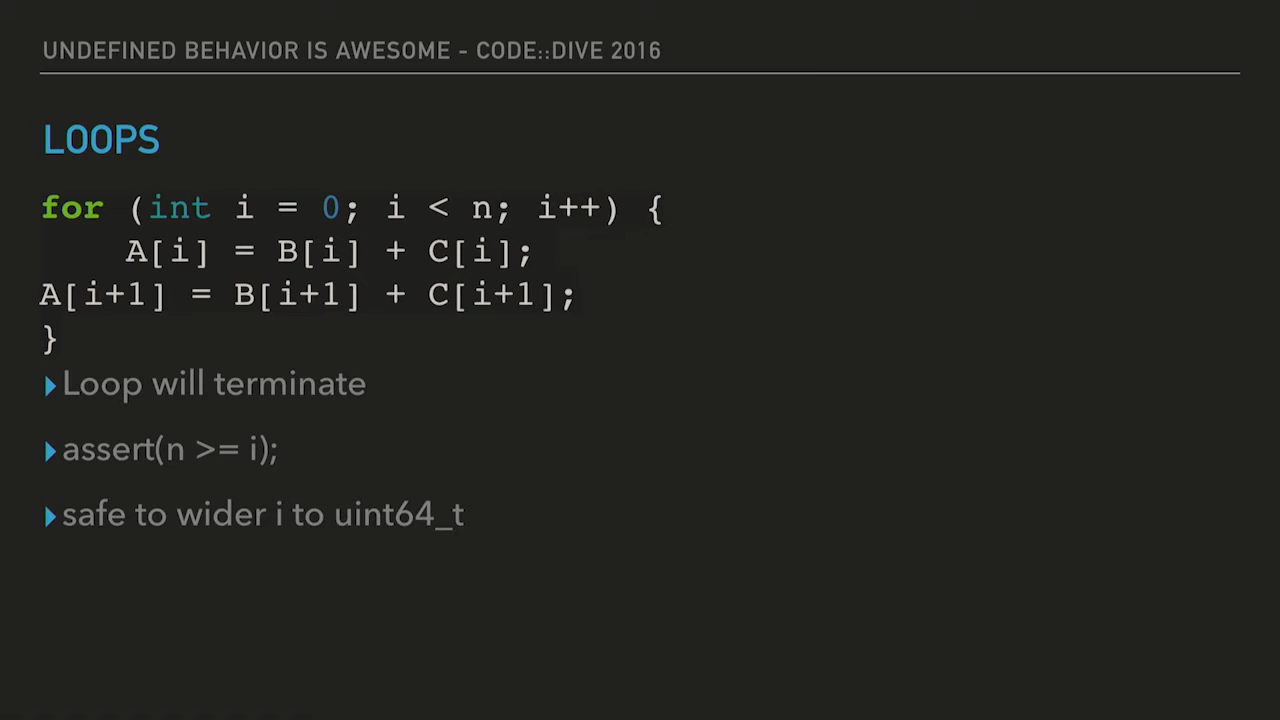 UNDEFINED BEHAVIOR IS AWESOME - CODE::DIVE 2016
LOOPS
for (int i = 0; i < n; i++) {
    A[i] = B[i] + C[i];
A[i+1] = B[i+1] + C[i+1];
}
▸Loop will terminate
▸assert(n >= i);
▸safe to wider i to uint64_t